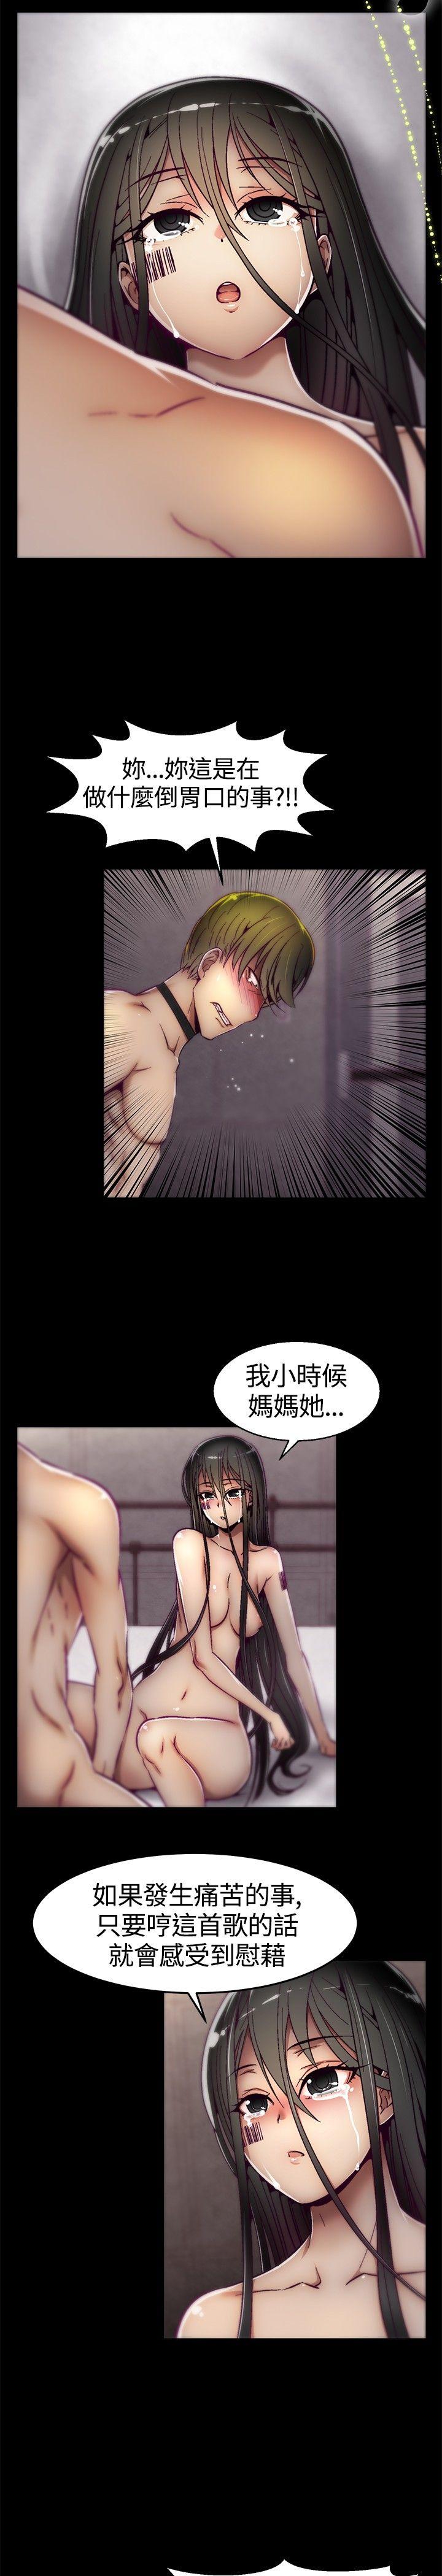 妳...妳這是在
做什麼倒胃口的事?!!
我小時候
媽媽她...
如果發生痛苦的事,
只要哼這首歌的話
就會感受到慰藉